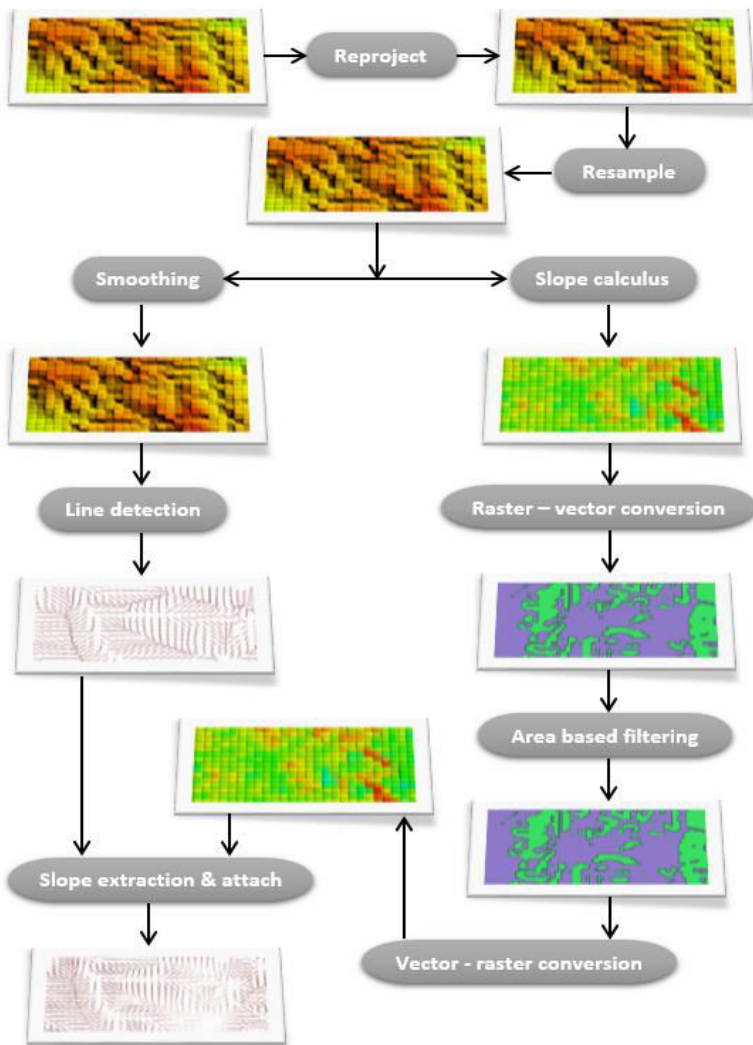 Reproject
Resample
Smoothing
Slope calculus
Line detection
Raster – vector conversion
Area based filtering
Slope extraction & attach
Vector - raster conversion